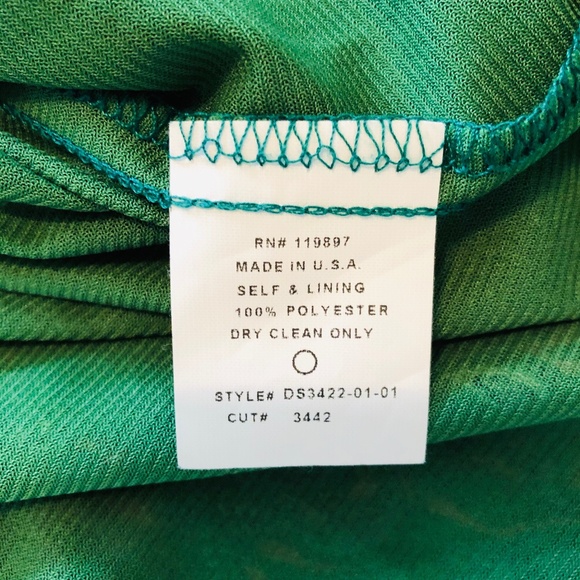 RN# 119897
MADE IN U.S.A.
SELF & LINING
100% POLYESTER
DRY CLEAN ONLY
STYLE# DS3422-01-01
CUT# 3442